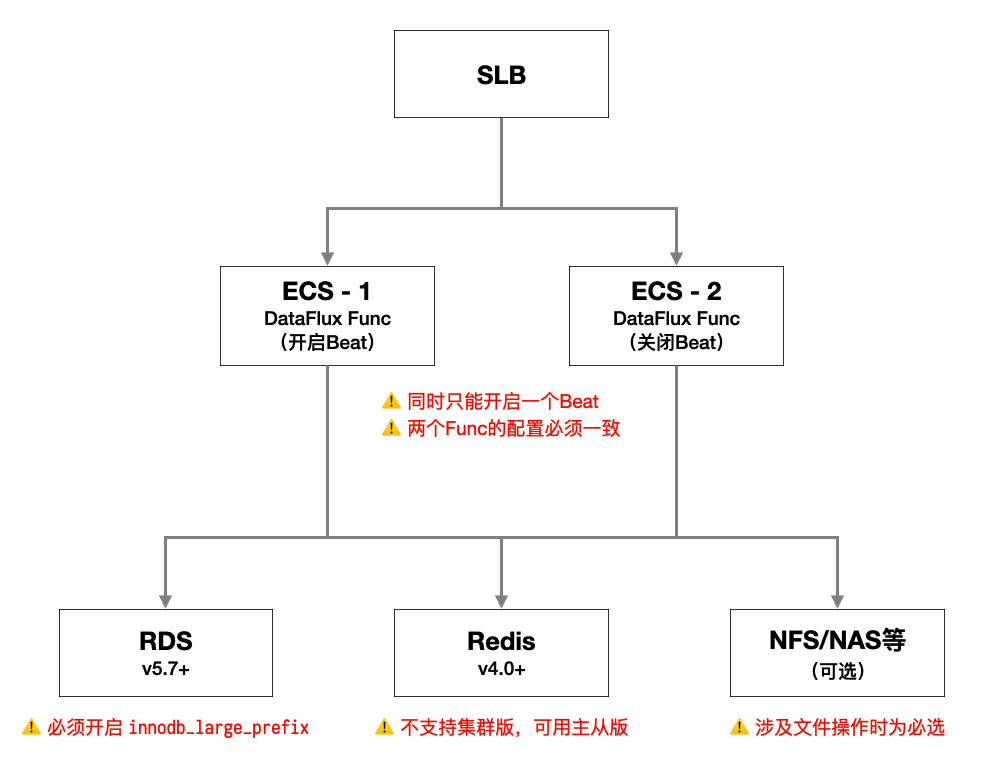 SLB
ECS - 1
DataFlux Func
（开启Beat）
ECS - 2
DataFlux Func
（关闭Beat）
同时只能开启一个Beat
两个Func的配置必须一致
RDS
v5.7+
Redis
v4.0+
NFS/NAS等
（可选）
必须开启 innodb_large_prefix
不支持集群版，可用主从版
涉及文件操作时为必选